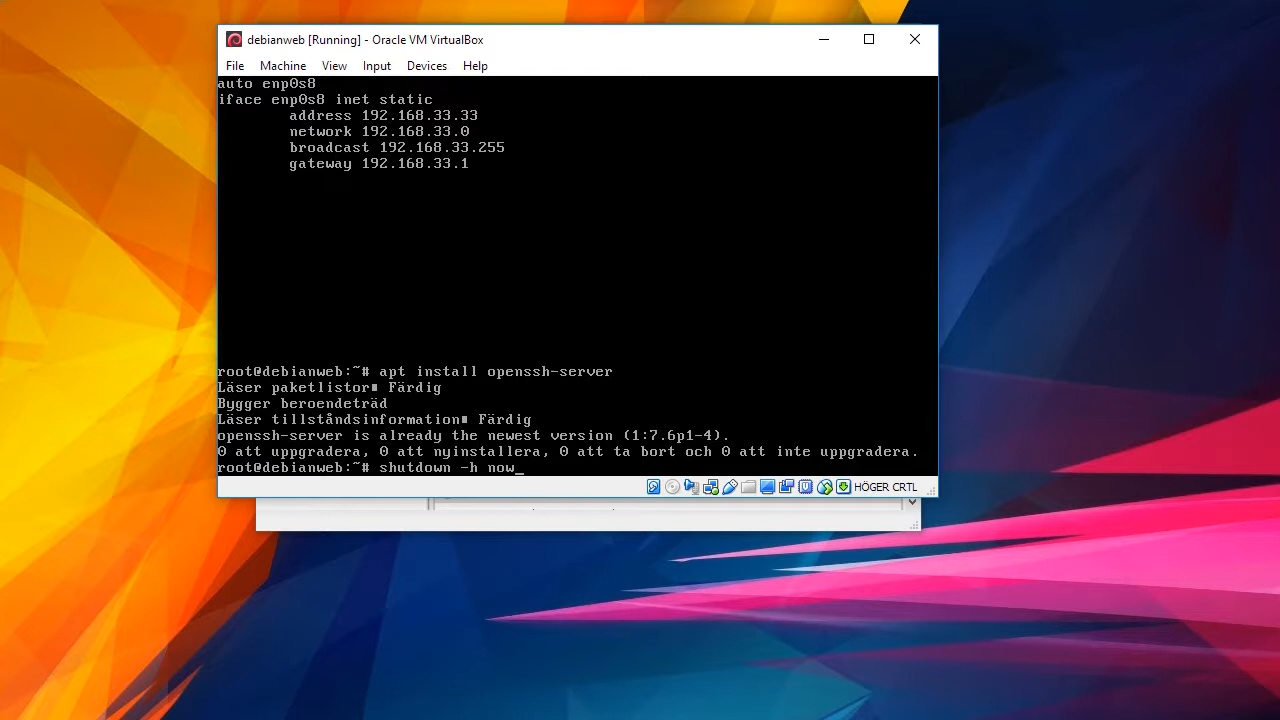 debianweb [Running] - Oracle VM VirtualBox
File Machine View Input Devices Help
auto enp0s8
iface enp0s8 inet static
address 192.168.33.33
network 192.168.33.0
broadcast 192.168.33.255
gateway 192.168.33.1
root@debianweb:~# apt install openssh-server
Läser paketlistor■ Färdig
Bygger beroendeträd
Läser tillståndsinformation■ Färdig
openssh-server is already the newest version (1:7.6p1-4).
0 att uppgradera, 0 att nyinstallera, 0 att ta bort och 0 att inte uppgradera.
root@debianweb:~# shutdown -h now_
HÖGER CRTL